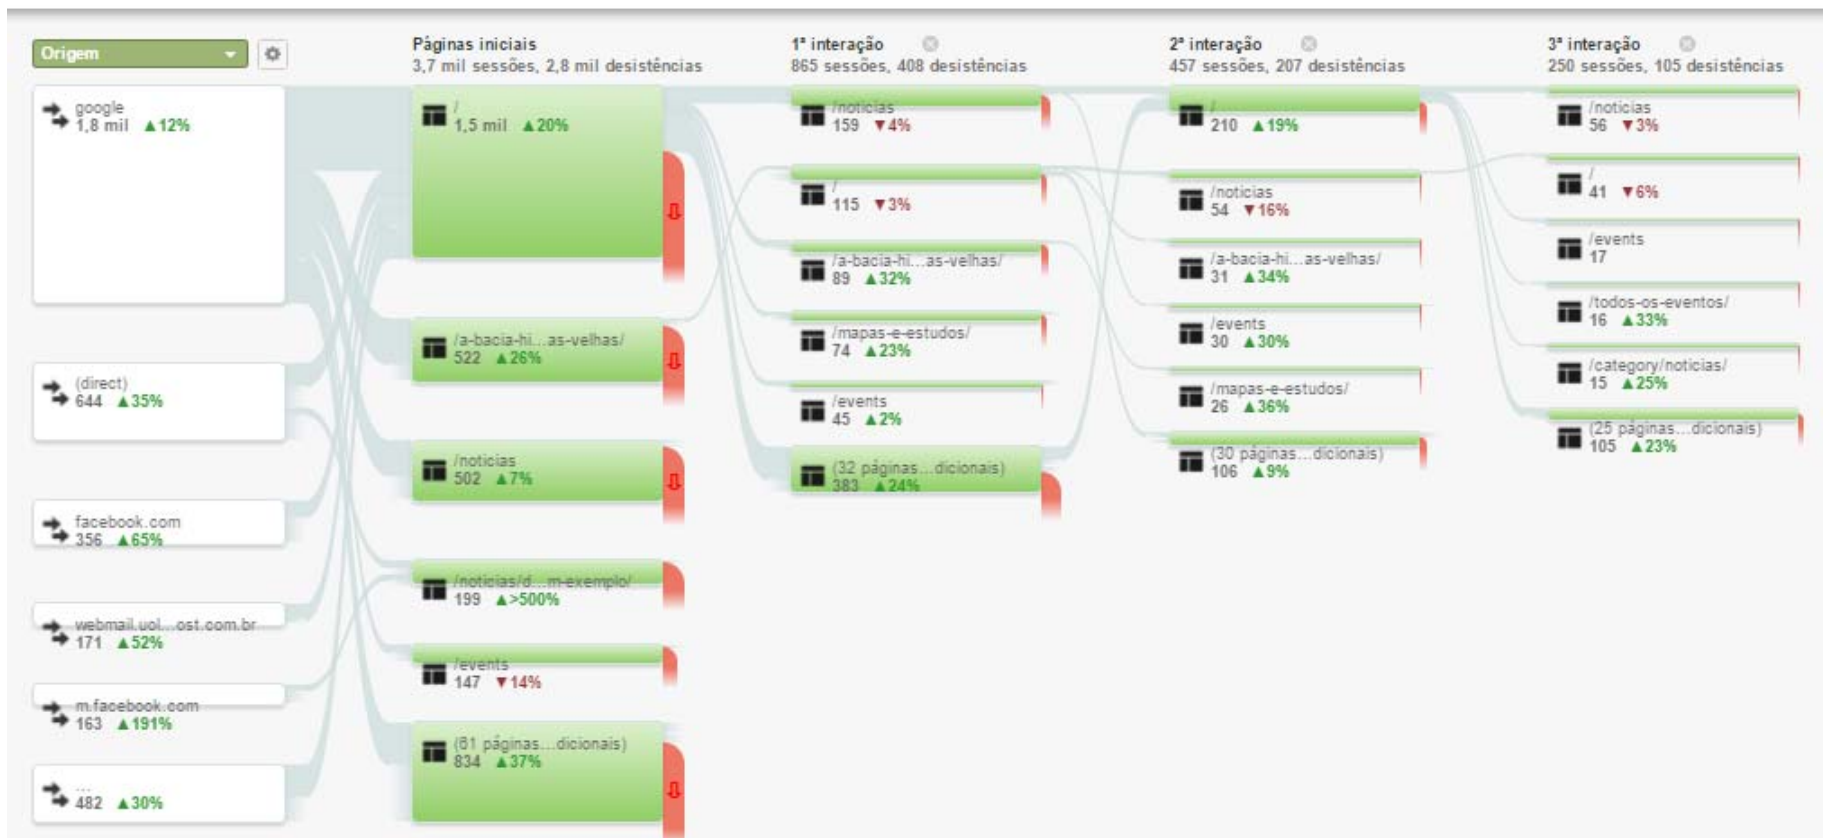 Origem
google
1,8 mil ▲12%
(direct)
644 ▲35%
facebook.com
356 ▲65%
webmail.uol...ost.com.br
171 ▲52%
m.facebook.com
163 ▲191%
...
482 ▲30%
Páginas iniciais
3,7 mil sessões, 2,8 mil desistências
/
1,5 mil ▲20%
/a-bacia-hi...as-velhas/
522 ▲26%
/noticias
502 ▲7%
/noticias/d...m-exemplo/
199 ▲>500%
/events
147 ▼14%
(61 páginas...dicionais)
834 ▲37%
1ª interação
865 sessões, 408 desistências
/noticias
159 ▼4%
/
115 ▼3%
/a-bacia-hi...as-velhas/
89 ▲32%
/mapas-e-estudos/
74 ▲23%
/events
45 ▲2%
(32 páginas...dicionais)
383 ▲24%
2ª interação
457 sessões, 207 desistências
/
210 ▲19%
/noticias
54 ▼16%
/a-bacia-hi...as-velhas/
31 ▲34%
/events
30 ▲30%
/mapas-e-estudos/
26 ▲36%
(30 páginas...dicionais)
106 ▲9%
3ª interação
250 sessões, 105 desistências
/noticias
56 ▼3%
/
41 ▼6%
/events
17
/todos-os-eventos/
16 ▲33%
/category/noticias/
15 ▲25%
(25 páginas...dicionais)
105 ▲23%